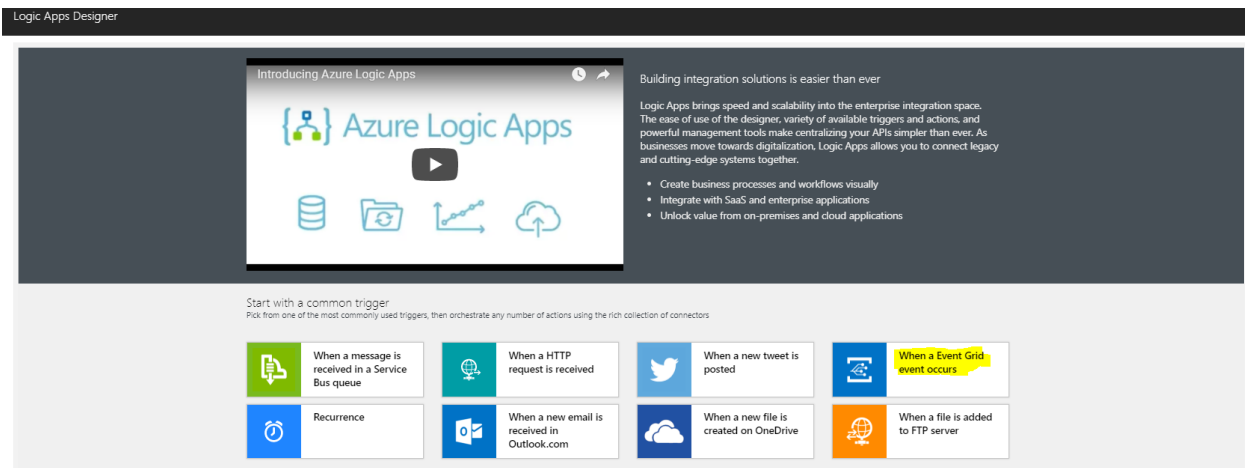 Logic Apps Designer
Introducing Azure Logic Apps
Azure Logic Apps
Building integration solutions is easier than ever
Logic Apps brings speed and scalability into the enterprise integration space.
The ease of use of the designer, variety of available triggers and actions, and
powerful management tools make centralizing your APIs simpler than ever. As
businesses move towards digitalization, Logic Apps allows you to connect legacy
and cutting-edge systems together.
• Create business processes and workflows visually
• Integrate with SaaS and enterprise applications
• Unlock value from on-premises and cloud applications
Start with a common trigger
Pick from one of the most commonly used triggers, then orchestrate any number of actions using the rich collection of connectors
When a message is
received in a Service
Bus queue
When a HTTP
request is received
When a new tweet is
posted
When a Event Grid
event occurs
Recurrence
When a new email is
received in
Outlook.com
When a new file is
created on OneDrive
When a file is added
to FTP server